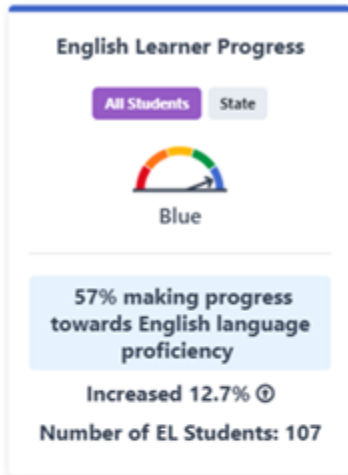 English Learner Progress
All Students State
Blue
57% making progress
towards English language
proficiency
Increased 12.7%
Number of EL Students: 107